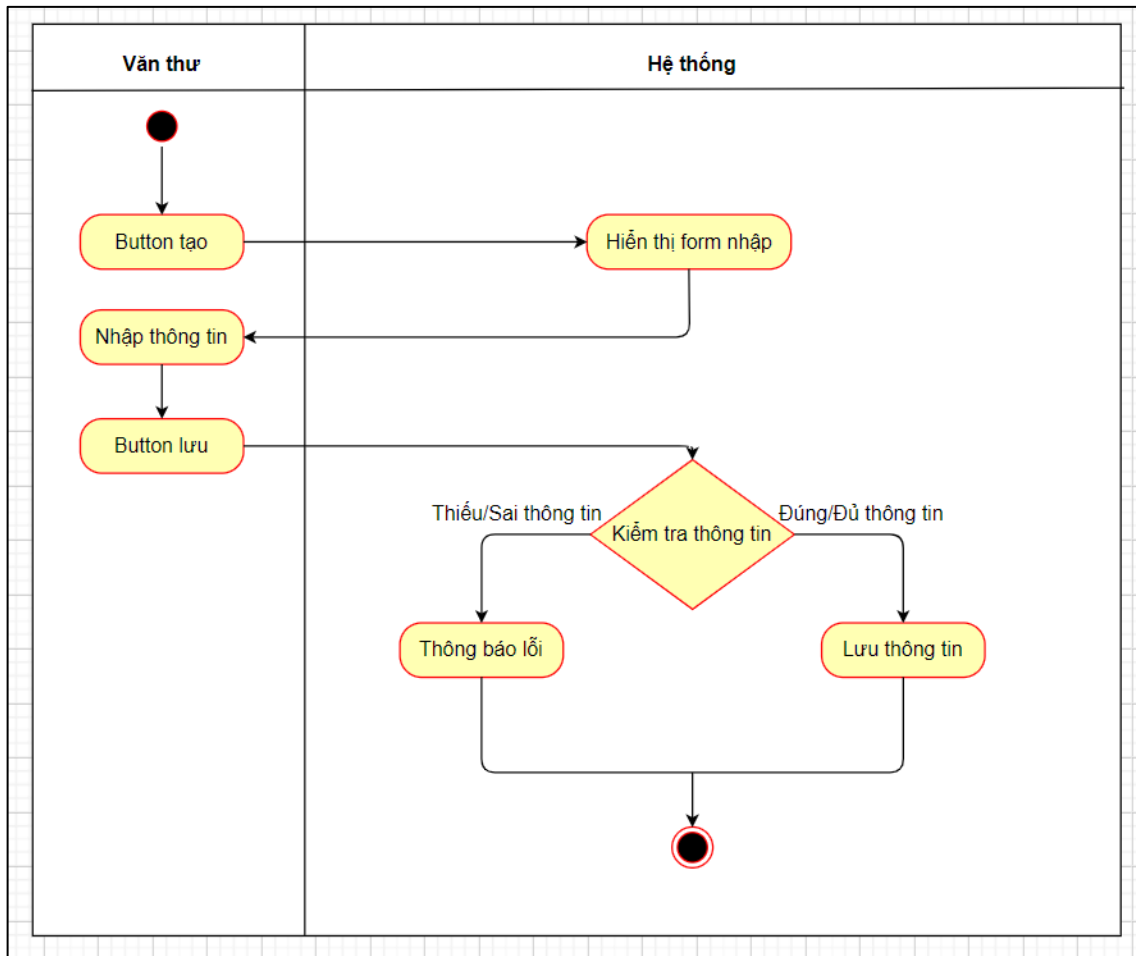 Văn thư
Hệ thống
Button tạo
Hiển thị form nhập
Nhập thông tin
Button lưu
Thiếu/Sai thông tin
Đúng/Đủ thông tin
Kiểm tra thông tin
Thông báo lỗi
Lưu thông tin